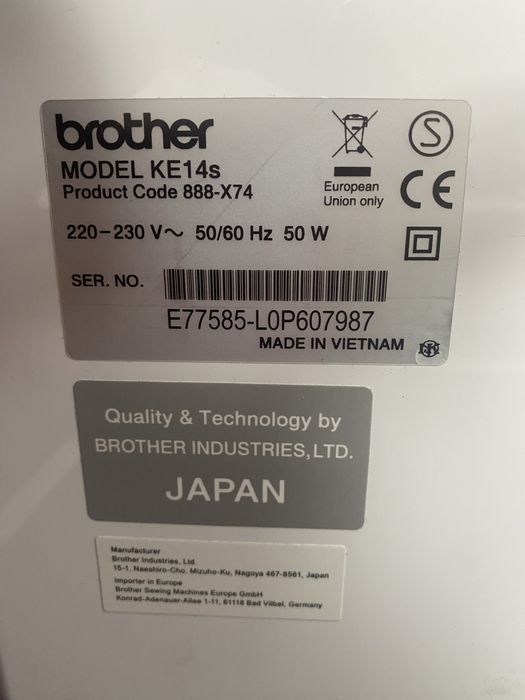 brother
MODEL KE14s
Product Code 888-X74
European
Union only
S
CE
220-230 V~ 50/60 Hz 50 W
SER. NO.
E77585-L0P607987
MADE IN VIETNAM
Quality & Technology by
BROTHER INDUSTRIES,LTD.
JAPAN
Manufacturer
Brother Industries, Ltd.
15-1, Naeshiro-Cho, Mizuho-Ku, Nagoya 467-8561, Japan
Importer in Europe
Brother Sewing Machines Europe GmbH
Konrad-Adenauer-Allee 1-11, 61118 Bad Vilbel, Germany